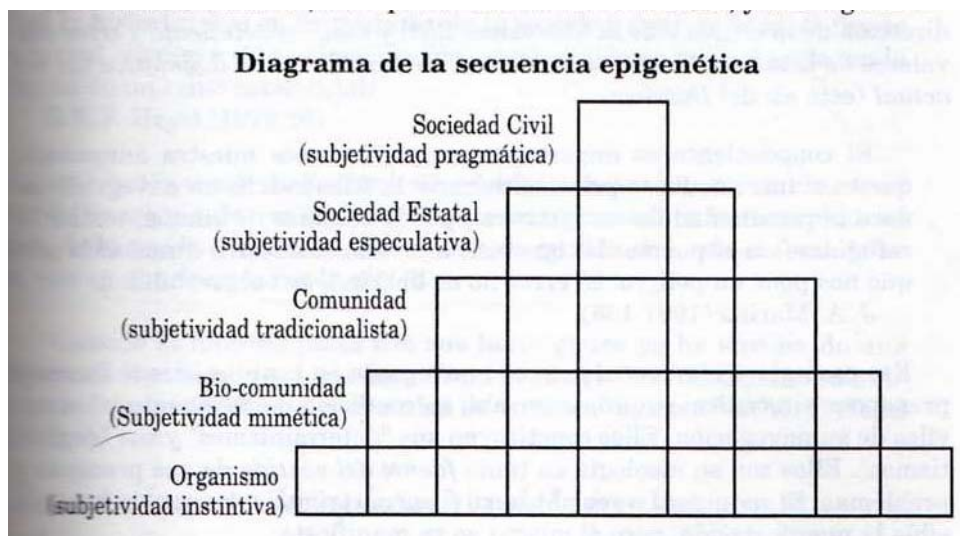 Diagrama de la secuencia epigenética
Sociedad Civil
(subjetividad pragmática)
Sociedad Estatal
(subjetividad especulativa)
Comunidad
(subjetividad tradicionalista)
Bio-comunidad
(Subjetividad mimética)
Organismo
(subjetividad instintiva)